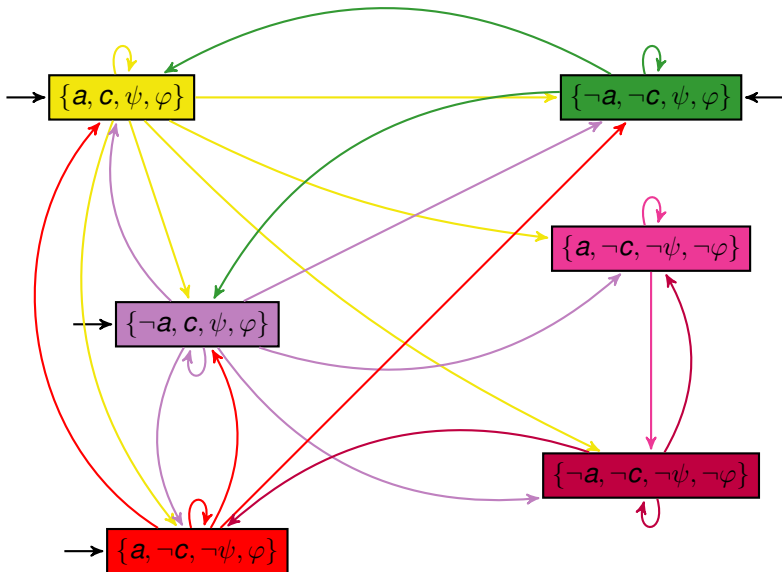 {a, c, ψ, φ}
{¬a, ¬c, ψ, φ}
{a, ¬c, ¬ψ, ¬φ}
{¬a, c, ψ, φ}
{¬a, ¬c, ¬ψ, ¬φ}
{a, ¬c, ¬ψ, φ}